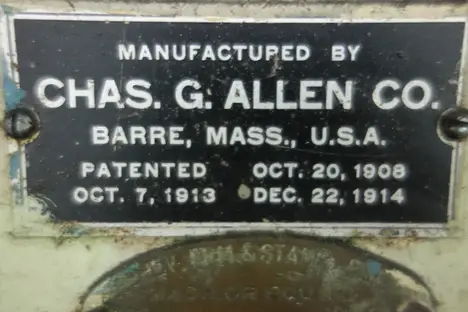 MANUFACTURED BY
CHAS. G. ALLEN CO.
BARRE, MASS., U.S.A.
PATENTED OCT. 20, 1908
OCT. 7, 1913 DEC. 22, 1914